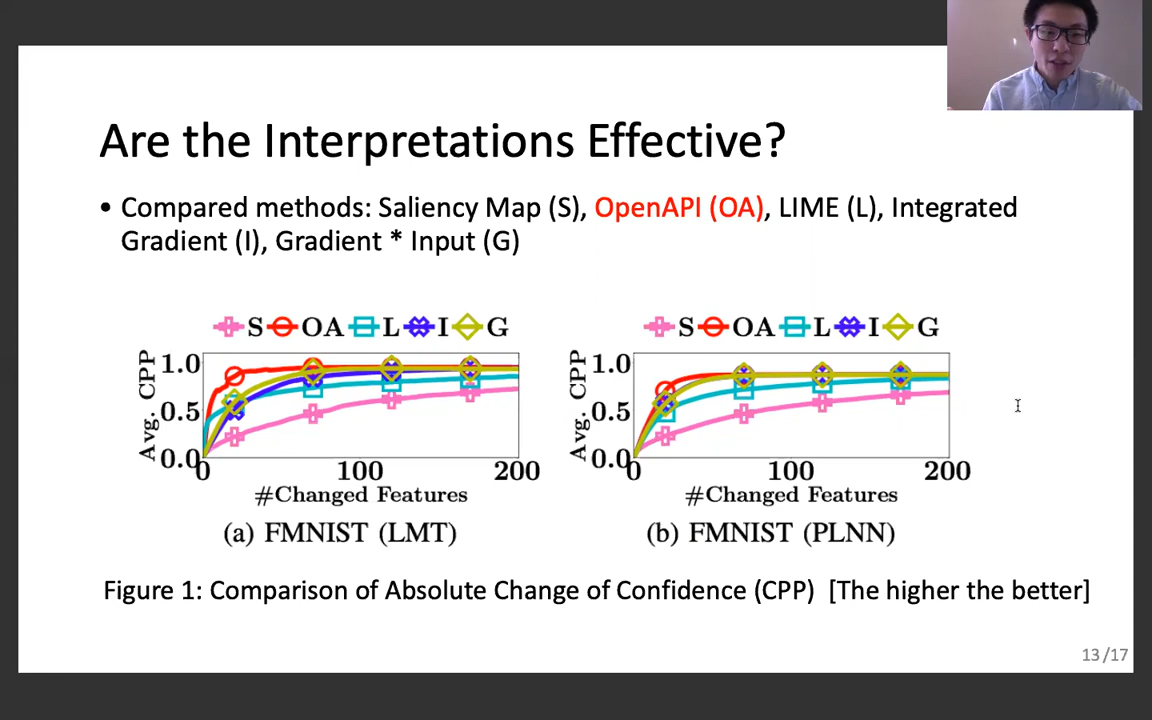 Are the Interpretations Effective?
• Compared methods: Saliency Map (S), OpenAPI (OA), LIME (L), Integrated
Gradient (I), Gradient * Input (G)
S OA L I G
Avg. CPP
1.0
0.5
0.0
0 100 200
#Changed Features
(a) FMNIST (LMT)
S OA L I G
Avg. CPP
1.0
0.5
0.0
0 100 200
#Changed Features
(b) FMNIST (PLNN)
Figure 1: Comparison of Absolute Change of Confidence (CPP) [The higher the better]
13/17